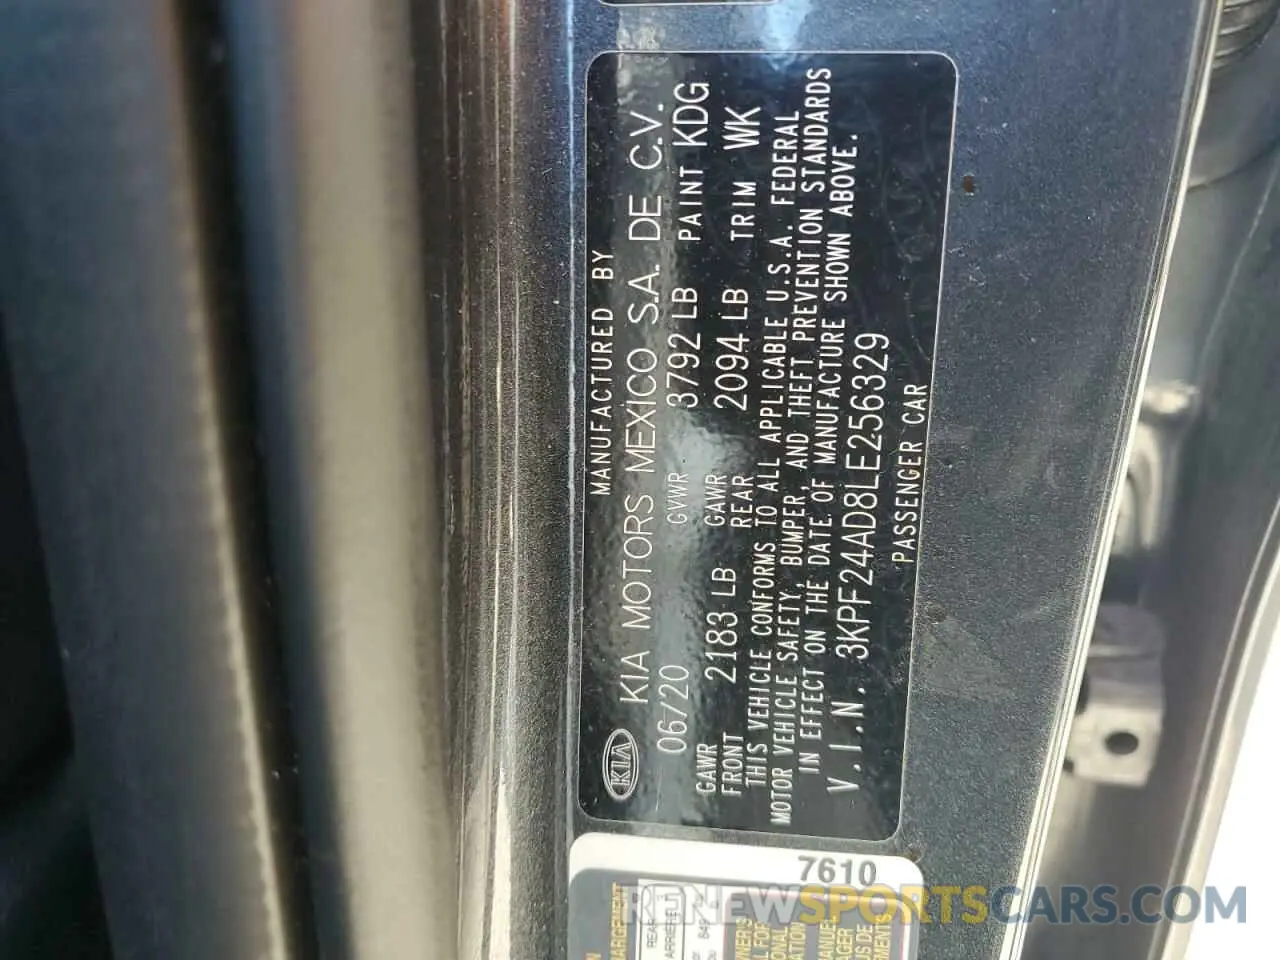 MANUFACTURED BY
KIA KIA MOTORS MEXICO S.A. DE C.V.
06/20 GVWR 3792 LB PAINT KDG
GAWR FRONT 2183 LB GAWR REAR 2094 LB TRIM WK
THIS VEHICLE CONFORMS TO ALL APPLICABLE U.S.A. FEDERAL
MOTOR VEHICLE SAFETY, BUMPER, AND THEFT PREVENTION STANDARDS
IN EFFECT ON THE DATE OF MANUFACTURE SHOWN ABOVE.
V.I.N. 3KPF24AD8LE256329
PASSENGER CAR
7610
REAR
RENEWSPORTSCARS.COM